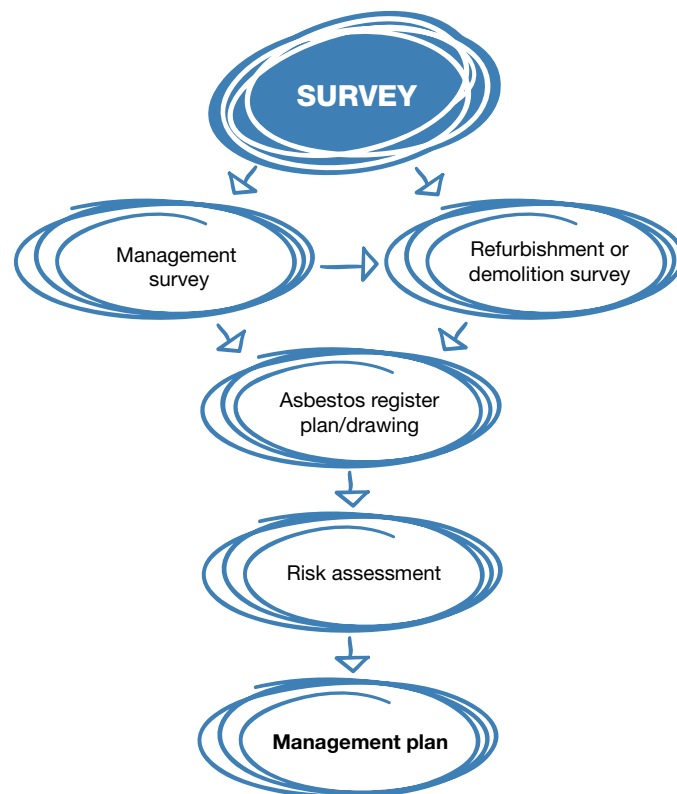 SURVEY
Management
survey
Refurbishment or
demolition survey
Asbestos register
plan/drawing
Risk assessment
Management plan